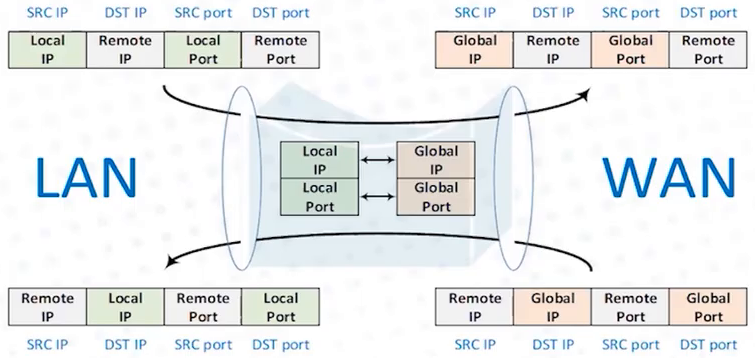 SRC IP DST IP SRC port DST port
Local IP Remote IP Local Port Remote Port
SRC IP DST IP SRC port DST port
Global IP Remote IP Global Port Remote Port
LAN
Local IP Global IP
Local Port Global Port
WAN
Remote IP Local IP Remote Port Local Port
SRC IP DST IP SRC port DST port
Remote IP Global IP Remote Port Global Port
SRC IP DST IP SRC port DST port